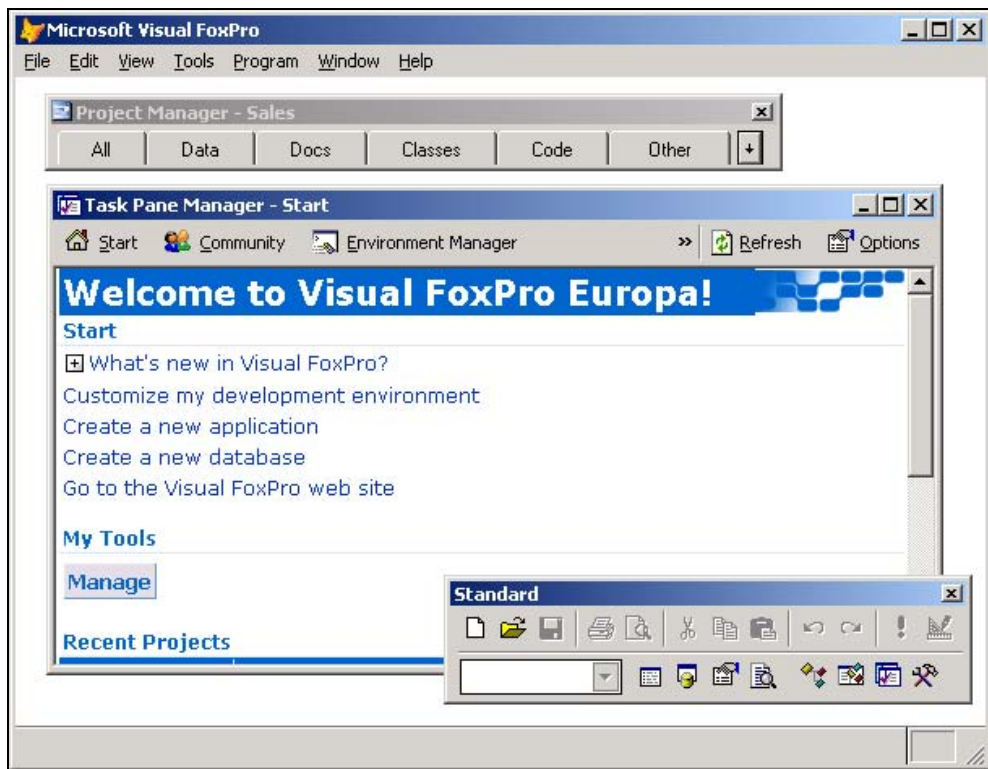 Microsoft Visual FoxPro
File Edit View Tools Program Window Help
Project Manager - Sales
All Data Docs Classes Code Other
Task Pane Manager - Start
Start Community Environment Manager » Refresh Options
Welcome to Visual FoxPro Europa!
Start
What's new in Visual FoxPro?
Customize my development environment
Create a new application
Create a new database
Go to the Visual FoxPro web site
My Tools
Manage
Recent Projects
Standard